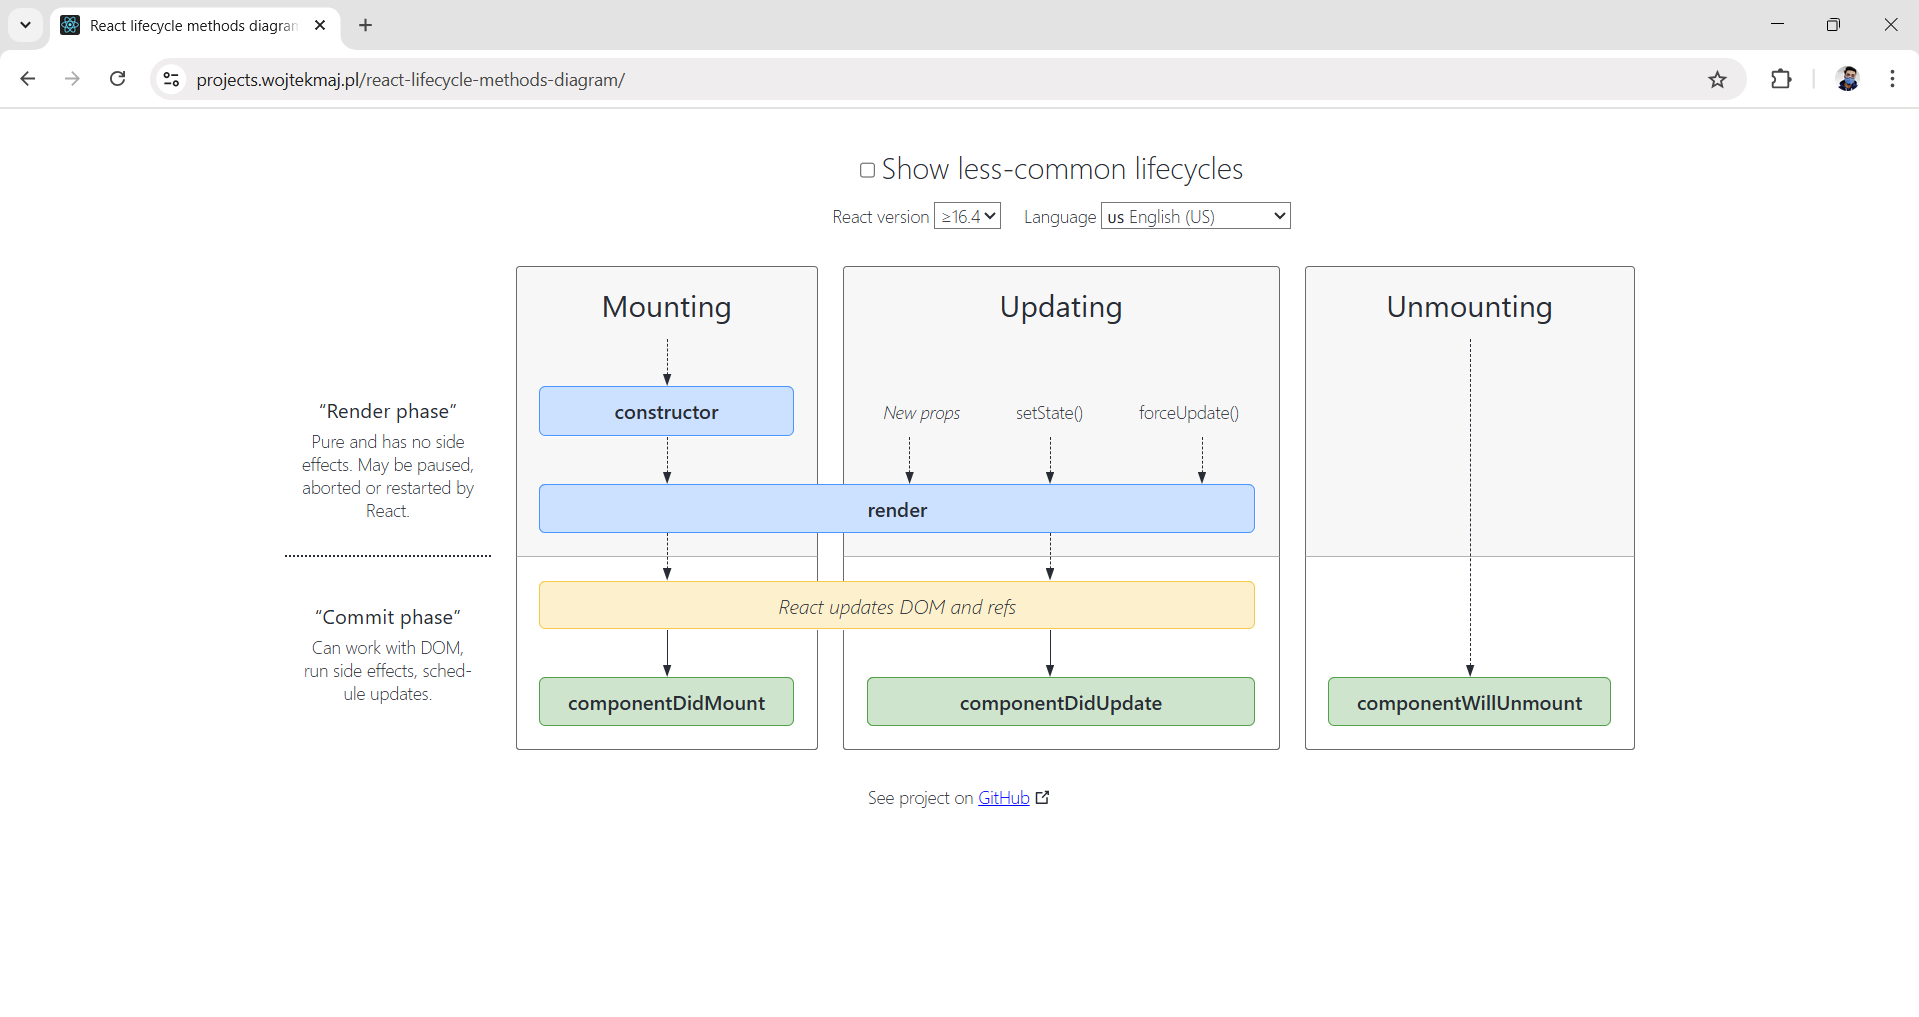 React lifecycle methods diagram
projects.wojtekmaj.pl/react-lifecycle-methods-diagram/
Show less-common lifecycles
React version ≥16.4 Language us English (US)
Mounting
Updating
Unmounting
“Render phase”
Pure and has no side
effects. May be paused,
aborted or restarted by
React.
constructor
New props setState() forceUpdate()
render
“Commit phase”
Can work with DOM,
run side effects, sched-
ule updates.
React updates DOM and refs
componentDidMount
componentDidUpdate
componentWillUnmount
See project on GitHub